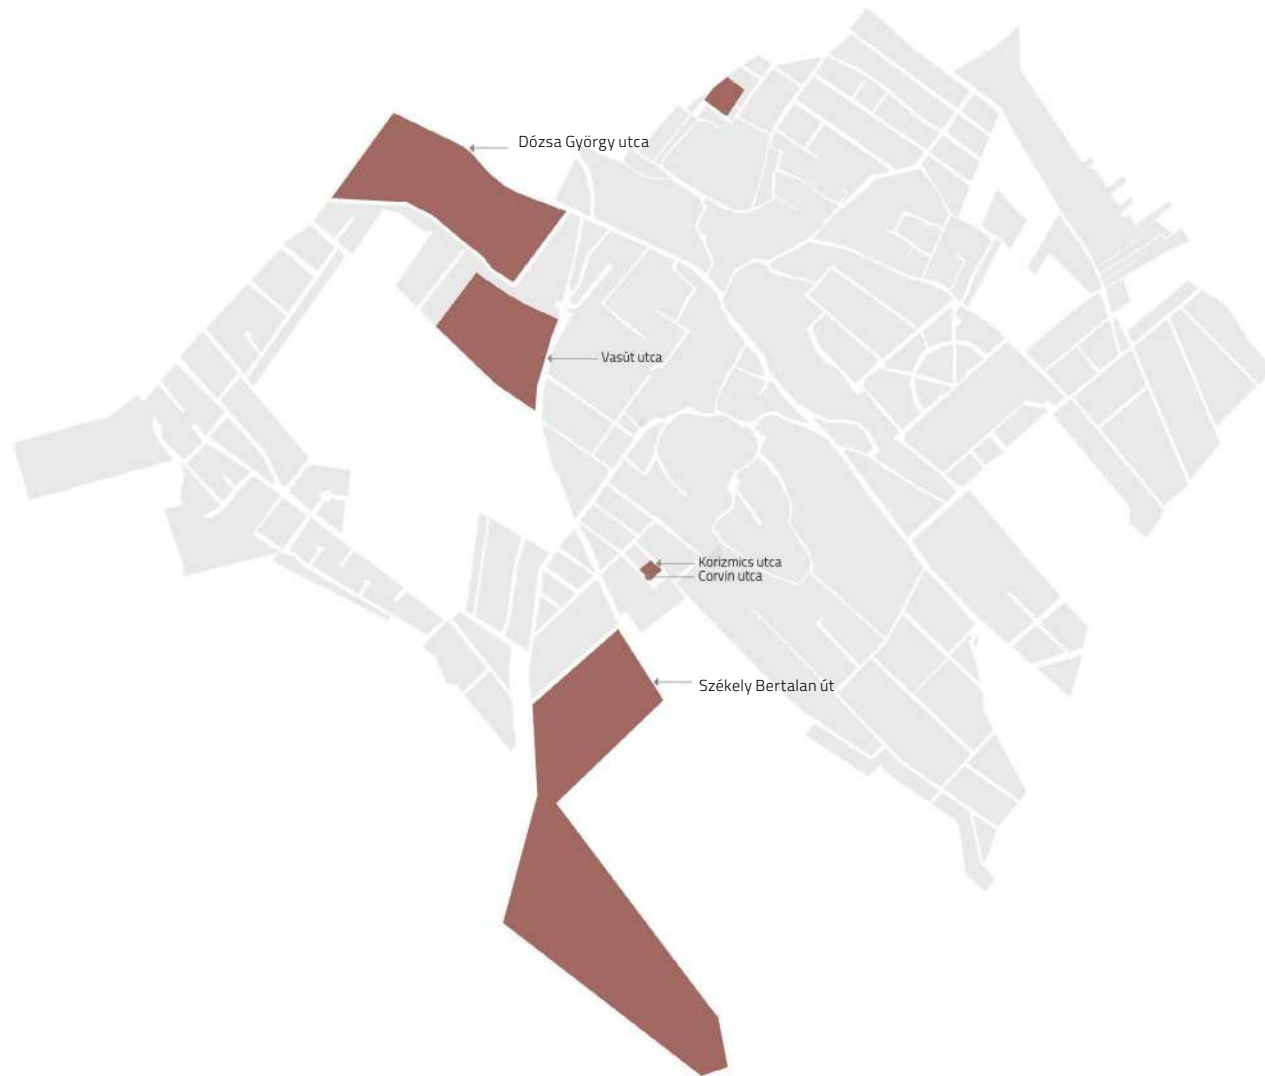 Dózsa György utca
Vasút utca
Korizmics utca
Corvin utca
Székely Bertalan út